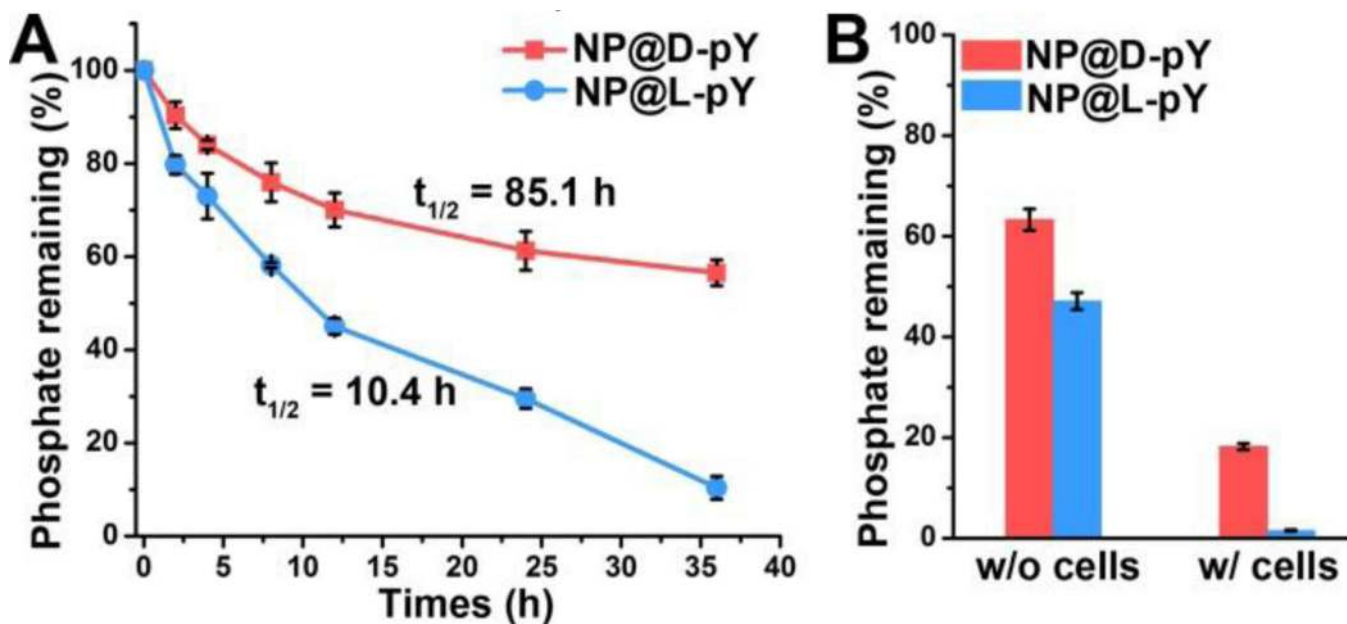 A
NP@D-pY
NP@L-pY
Phosphate remaining (%)
100
80
60
40
20
0
t1/2 = 85.1 h
t1/2 = 10.4 h
0 5 10 15 20 25 30 35 40
Times (h)
B
NP@D-pY
NP@L-pY
Phosphate remaining (%)
100
80
60
40
20
0
w/o cells w/ cells